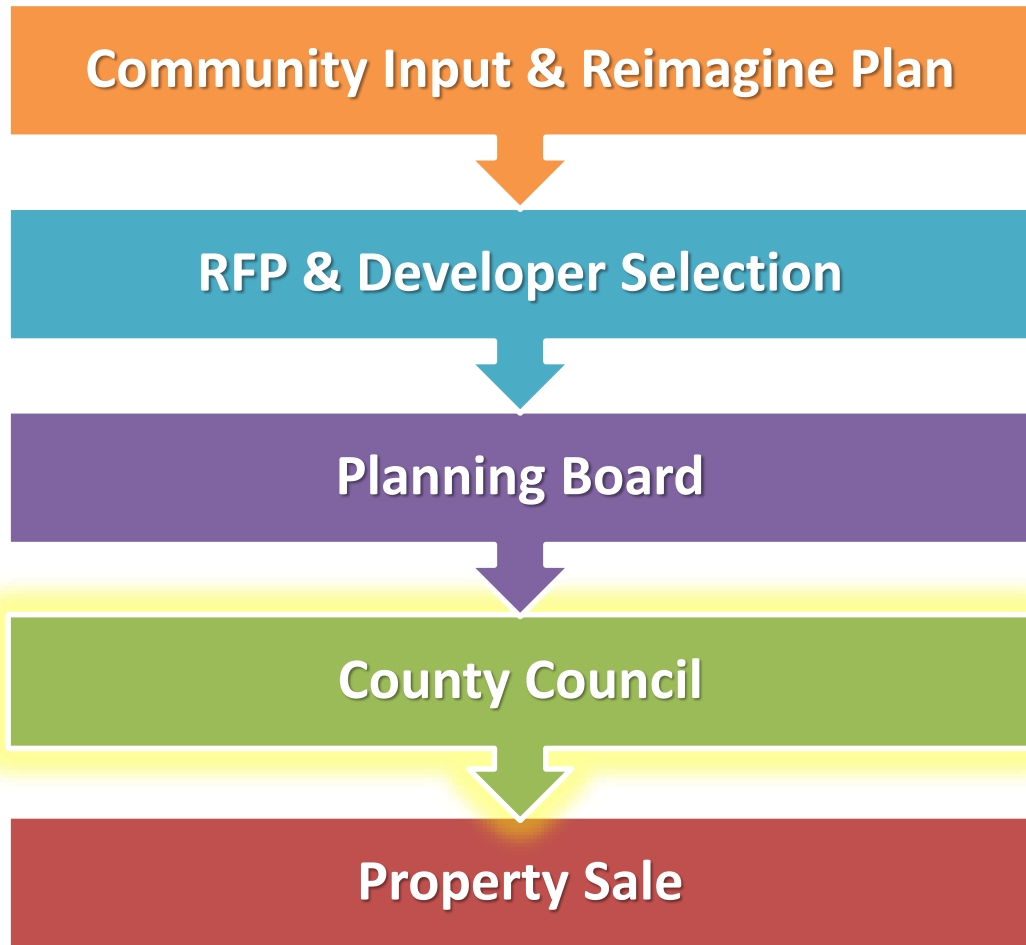 Community Input & Reimagine Plan
RFP & Developer Selection
Planning Board
County Council
Property Sale